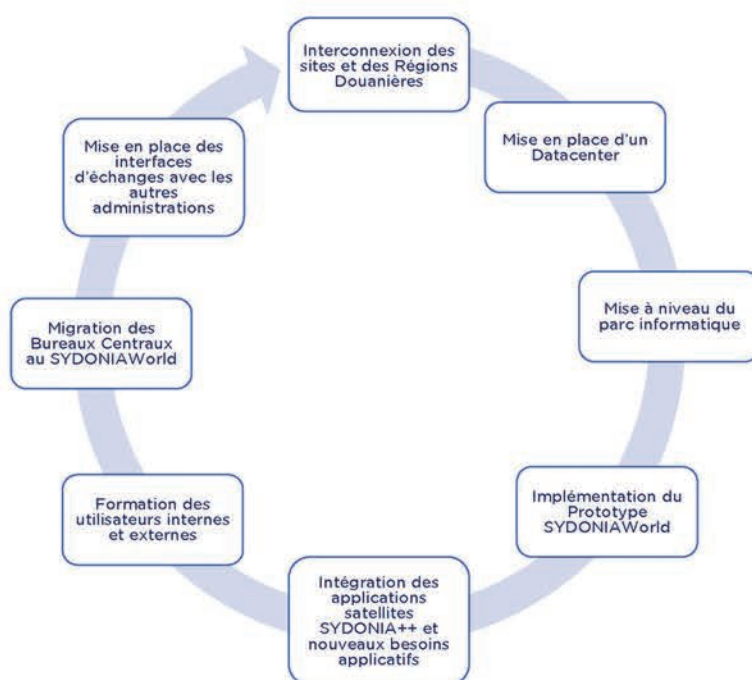 Interconnexion des
sites et des Régions
Douanières
Mise en place d'un
Datacenter
Mise à niveau du
parc informatique
Implémentation du
Prototype
SYDONIAWorld
Intégration des
applications
satellites
SYDONIA++ et
nouveaux besoins
applicatifs
Formation des
utilisateurs internes
et externes
Migration des
Bureaux Centraux
au SYDONIAWorld
Mise en place des
interfaces
d'échanges avec les
autres
administrations